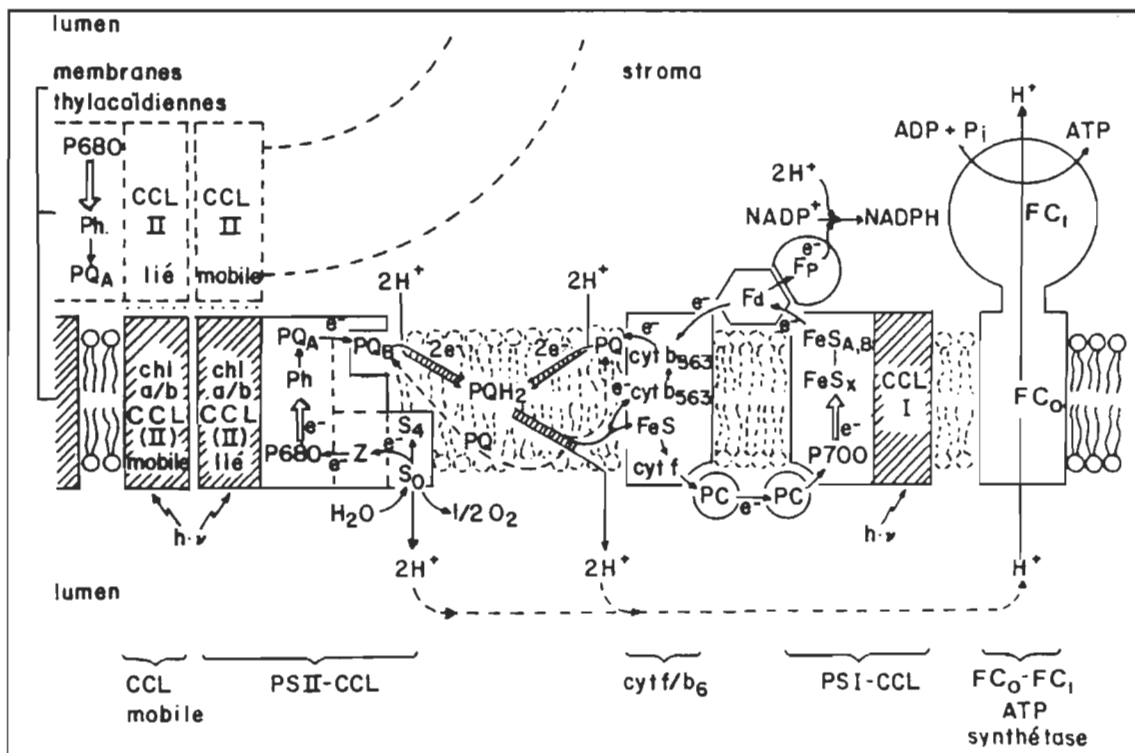 lumen
membranes
thylacoïdiennes
stroma
P680
Ph.
PQA
CCL
II
lié
CCL
II
mobile
H+
ADP + Pi
ATP
FC1
2H+
NADP+
NADPH
e-
Fp
Fd
e-
e-
2H+
2H+
chl
a/b
CCL
(II)
mobile
chl
a/b
CCL
(II)
lié
PQA
e-
PQB
Ph
e-
P680
e-
Z
e-
S4
S0
2e-
2e-
PQH2
PQ
PQ
e-
cyt b563
e-
cyt b563
FeS
cyt f
PC
e-
PC
FeSA,B
FeSx
e-
P700
CCL
I
FC0
h·ν
H2O
1/2 O2
h·ν
2H+
2H+
H+
lumen
CCL
mobile
PSII-CCL
cyt f/b6
PSI-CCL
FC0-FC1
ATP
synthétase